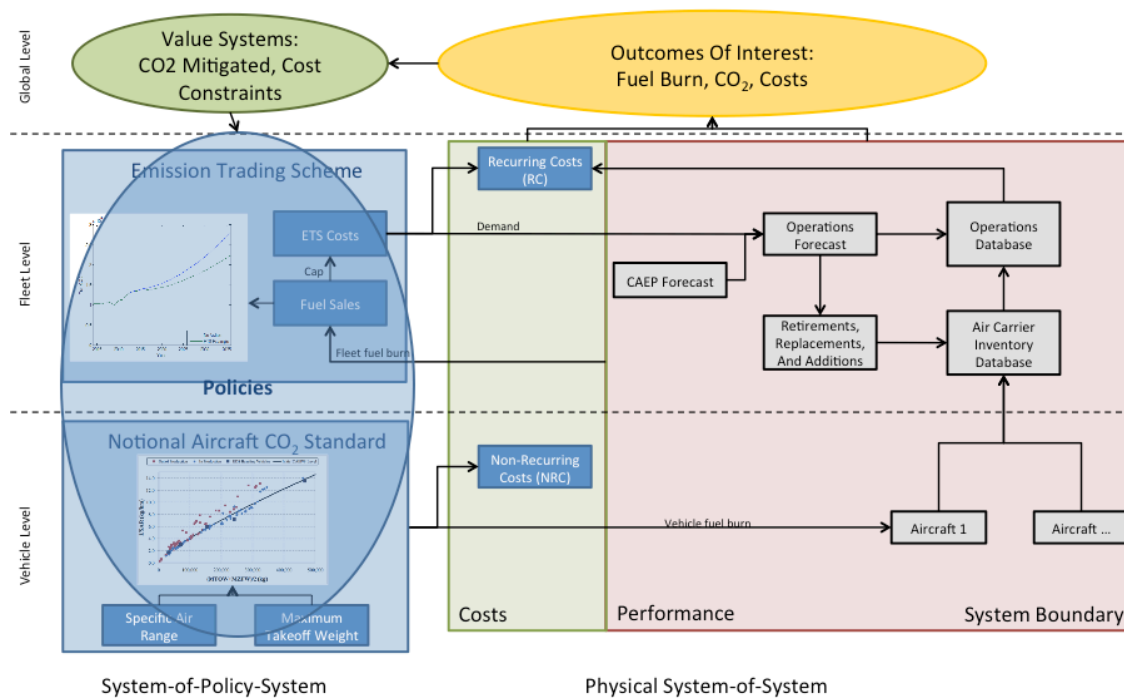 Global Level
Value Systems:
CO2 Mitigated, Cost
Constraints
Outcomes Of Interest:
Fuel Burn, CO₂, Costs
Fleet Level
Emission Trading Scheme
ETS Costs
Cap
Fuel Sales
Fleet fuel burn
Policies
Recurring Costs
(RC)
Demand
CAEP Forecast
Operations
Forecast
Operations
Database
Retirements,
Replacements,
And Additions
Air Carrier
Inventory
Database
Vehicle Level
Notional Aircraft CO₂ Standard
Specific Air
Range
Maximum
Takeoff Weight
Non-Recurring
Costs (NRC)
Vehicle fuel burn
Aircraft 1
Aircraft ...
Costs
Performance
System Boundary
System-of-Policy-System
Physical System-of-System